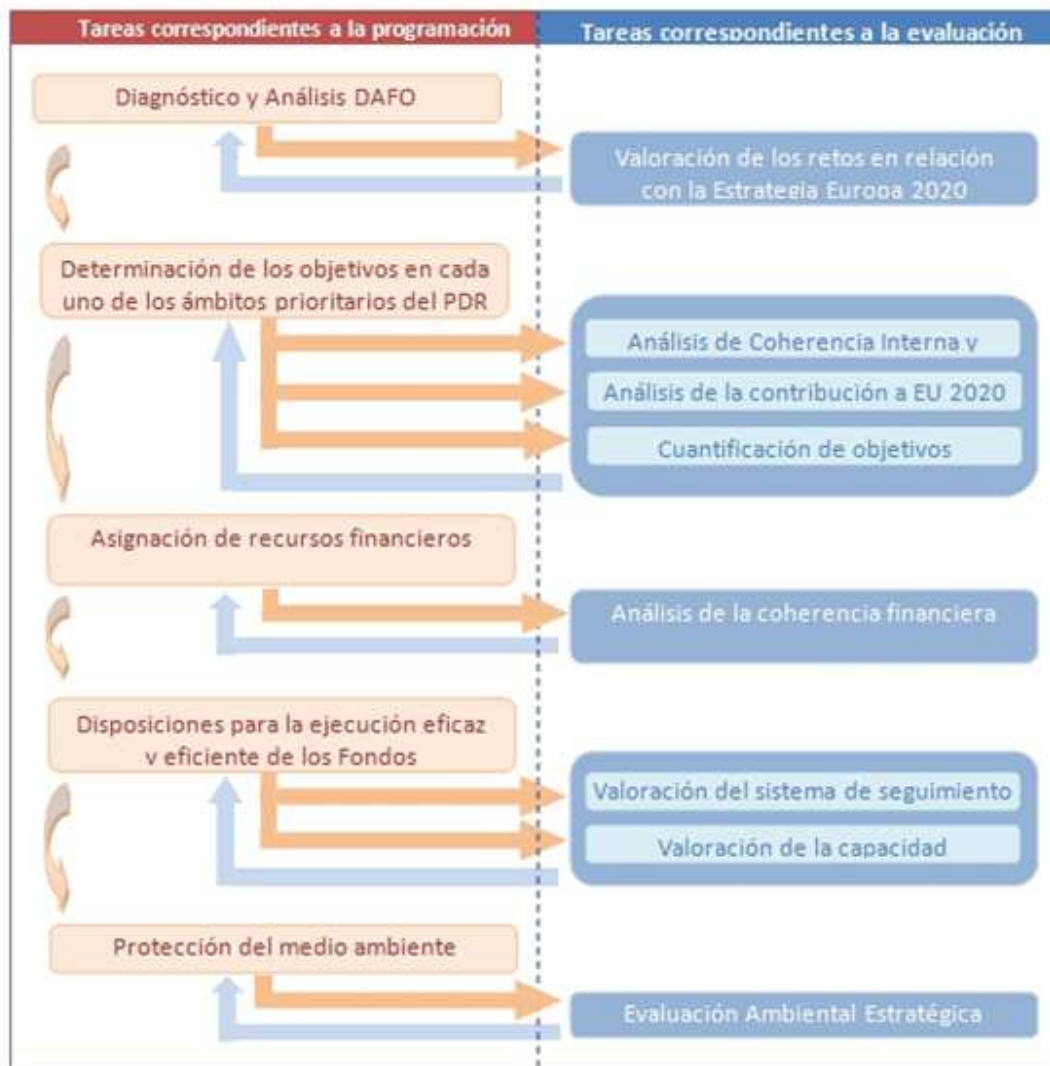 Tareas correspondientes a la programación
Tareas correspondientes a la evaluación
Diagnóstico y Análisis DAFO
Valoración de los retos en relación
con la Estrategia Europa 2020
Determinación de los objetivos en cada
uno de los ámbitos prioritarios del PDR
Análisis de Coherencia Interna y
Análisis de la contribución a EU 2020
Cuantificación de objetivos
Asignación de recursos financieros
Análisis de la coherencia financiera
Disposiciones para la ejecución eficaz
y eficiente de los Fondos
Valoración del sistema de seguimiento
Valoración de la capacidad
Protección del medio ambiente
Evaluación Ambiental Estratégica